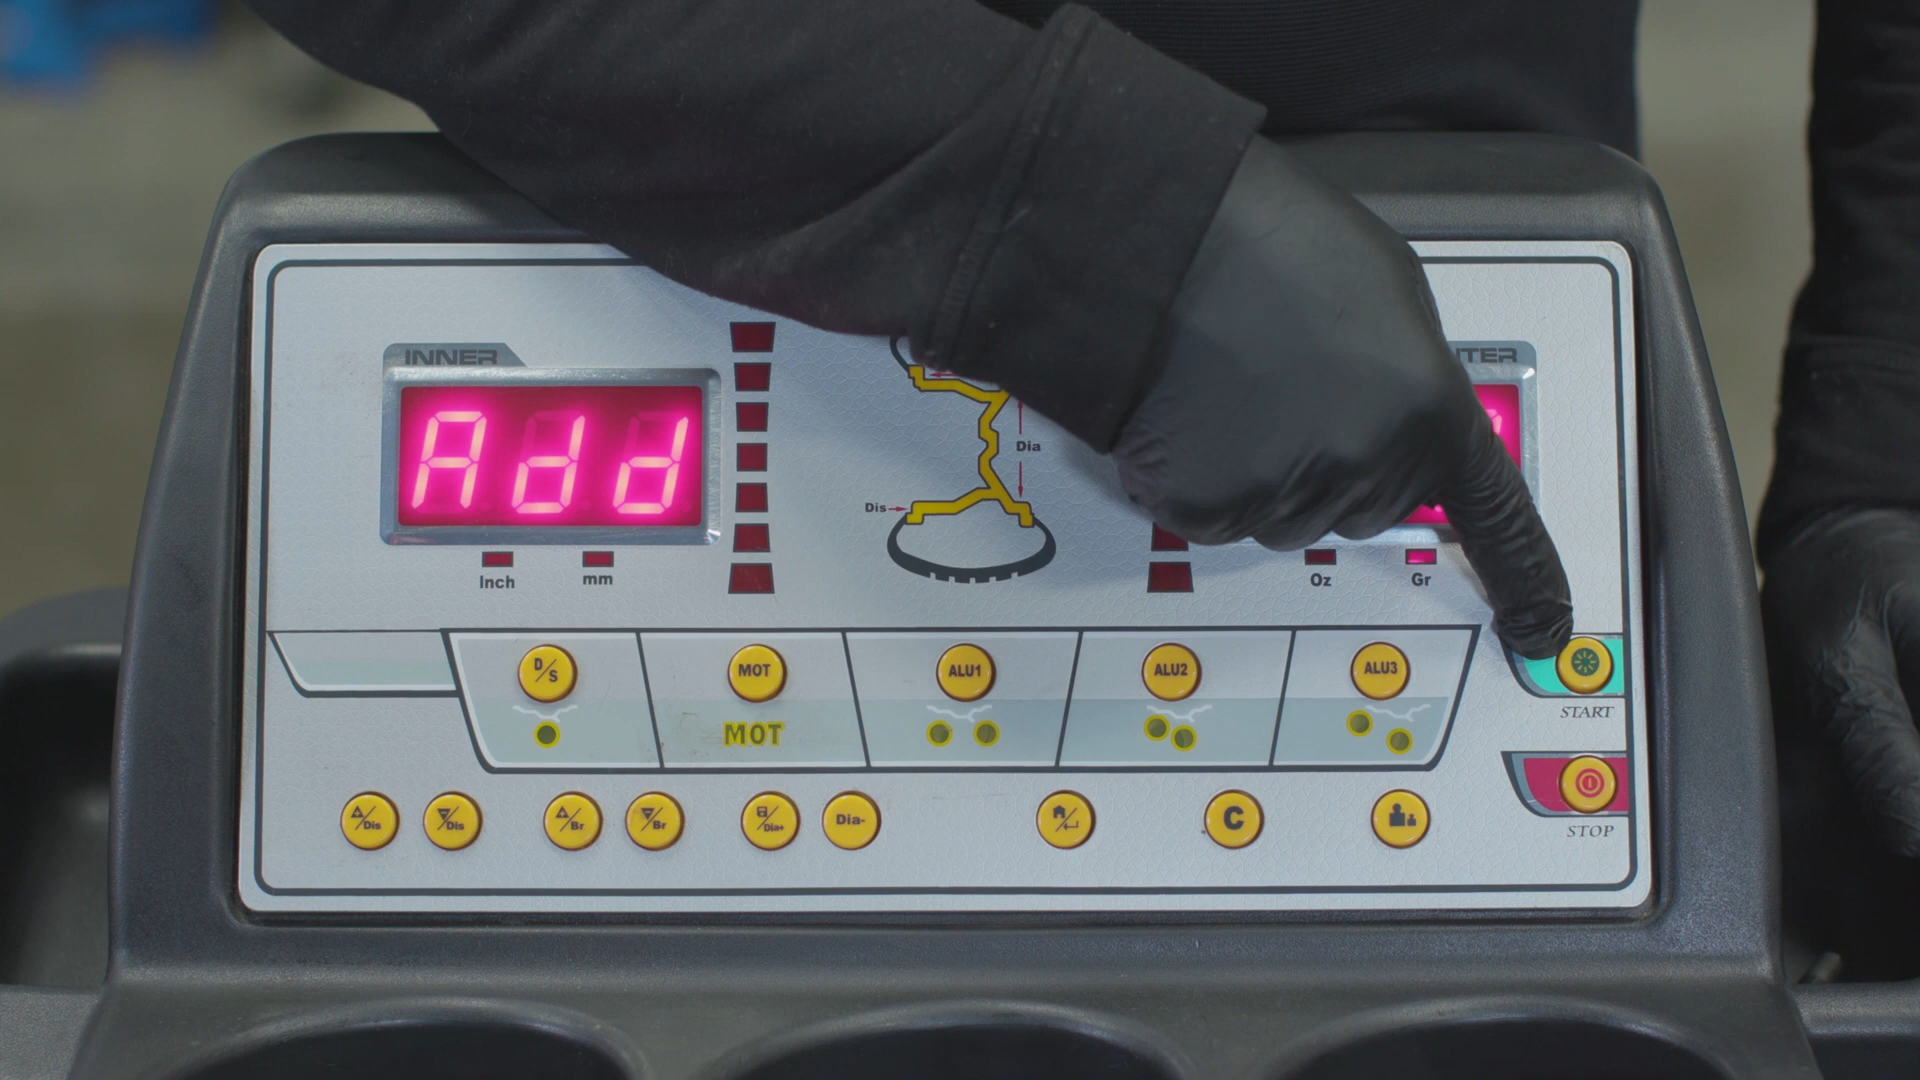 INNER
UTER
Add
Dia
Dis
Inch
mm
Oz
Gr
D/S
MOT
ALU1
ALU2
ALU3
MOT
START
/Dis
/Dis
/Br
/Br
/Dia+
Dia-
C
STOP